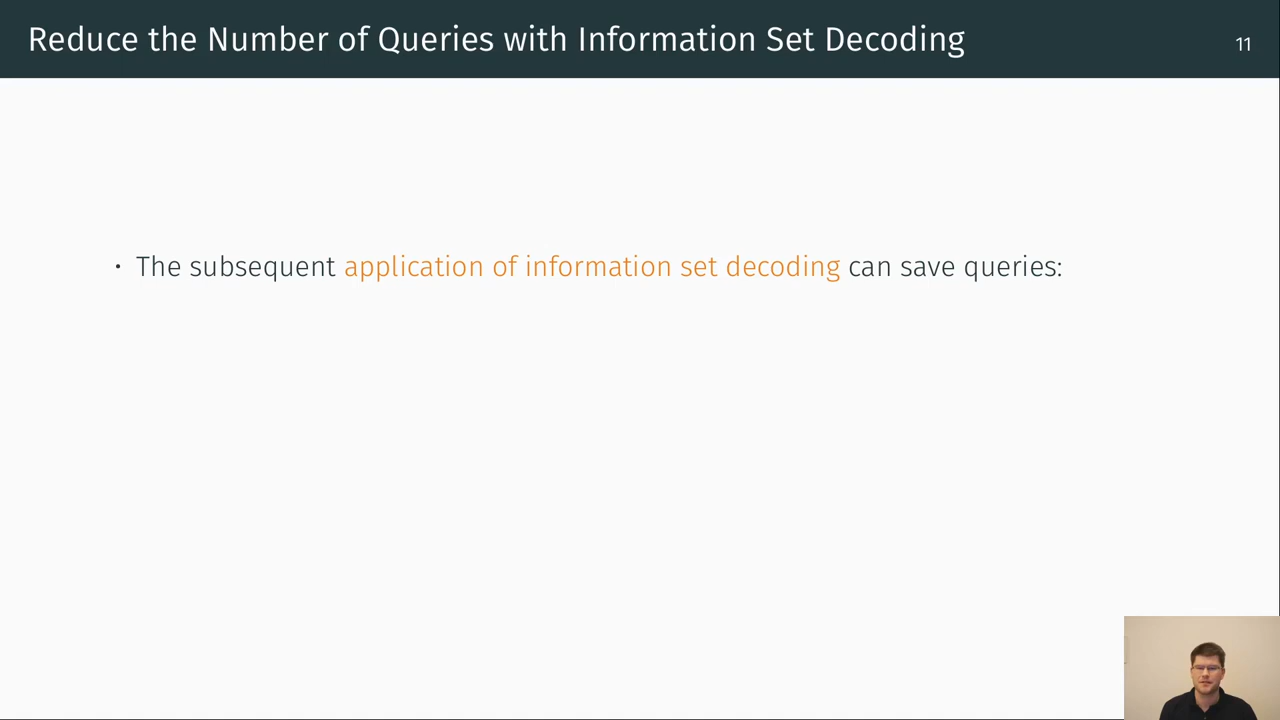 Reduce the Number of Queries with Information Set Decoding
11
• The subsequent application of information set decoding can save queries: